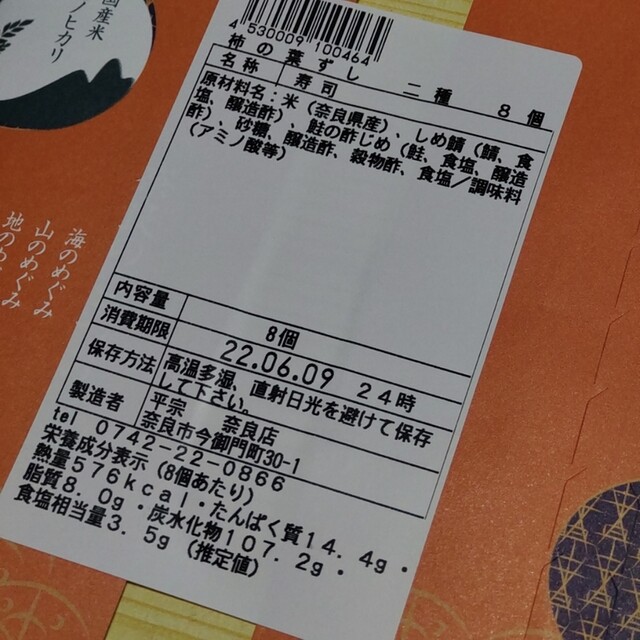 国産米
ノヒカリ
海のめぐみ
山のめぐみ
地のめぐみ
4530009100464
柿の葉ずし 二種 8個
名称 寿司
原材料名：米（奈良県産）、しめ鯖（鯖、食
塩、醸造酢）、鮭の酢じめ（鮭、食塩、醸造
酢）、砂糖、醸造酢、穀物酢、食塩／調味料
（アミノ酸等）
内容量 8個
消費期限 22.06.09 24時
保存方法 高温多湿、直射日光を避けて保存
して下さい。
製造者 平宗 奈良店
奈良市今御門町30-1
tel 0742-22-0866
栄養成分表示（8個あたり）
熱量576kcal・たんぱく質14.4g・
脂質8.0g・炭水化物107.2g・
食塩相当量3.5g（推定値）